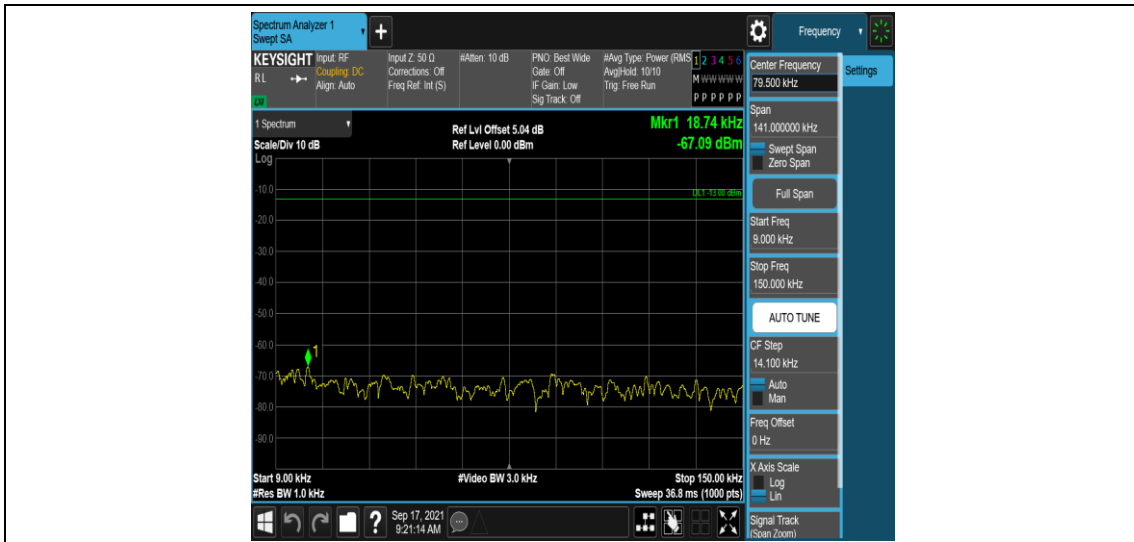 Spectrum Analyzer 1
Swept SA
+
Frequency
KEYSIGHT
RL
LXI
Input: RF
Coupling: DC
Align: Auto
Input Z: 50 Ω
Corrections: Off
Freq Ref: Int (S)
#Atten: 10 dB
PNO: Best Wide
Gate: Off
IF Gain: Low
Sig Track: Off
#Avg Type: Power (RMS
Avg|Hold: 10/10
Trig: Free Run
1 2 3 4 5 6
M W W W W W
P P P P P P
1 Spectrum
Scale/Div 10 dB
Log
Ref Lvl Offset 5.04 dB
Ref Level 0.00 dBm
Mkr1 18.74 kHz
-67.09 dBm
DL1 -13.00 dBm
-10.0
-20.0
-30.0
-40.0
-50.0
-60.0
-70.0
-80.0
-90.0
1
Start 9.00 kHz
#Res BW 1.0 kHz
#Video BW 3.0 kHz
Stop 150.00 kHz
Sweep 36.8 ms (1000 pts)
Center Frequency
79.500 kHz
Settings
Span
141.000000 kHz
Swept Span
Zero Span
Full Span
Start Freq
9.000 kHz
Stop Freq
150.000 kHz
AUTO TUNE
CF Step
14.100 kHz
Auto
Man
Freq Offset
0 Hz
X Axis Scale
Log
Lin
Signal Track
(Span Zoom)
?
Sep 17, 2021
9:21:14 AM